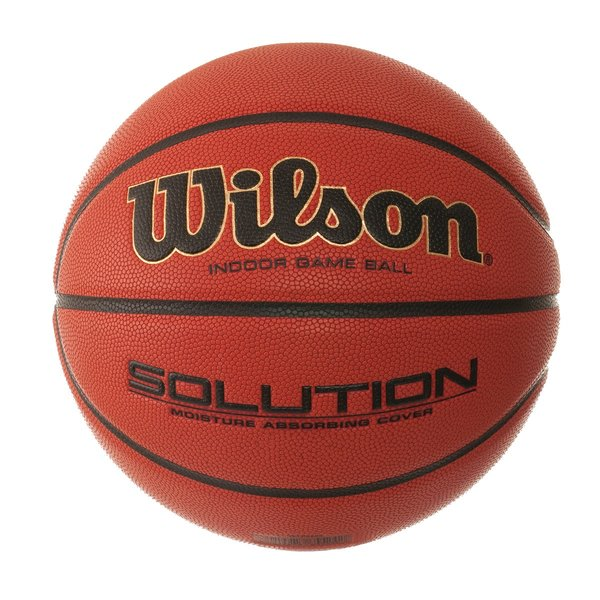 Wilson®
INDOOR GAME BALL
SOLUTION
MOISTURE ABSORBING COVER